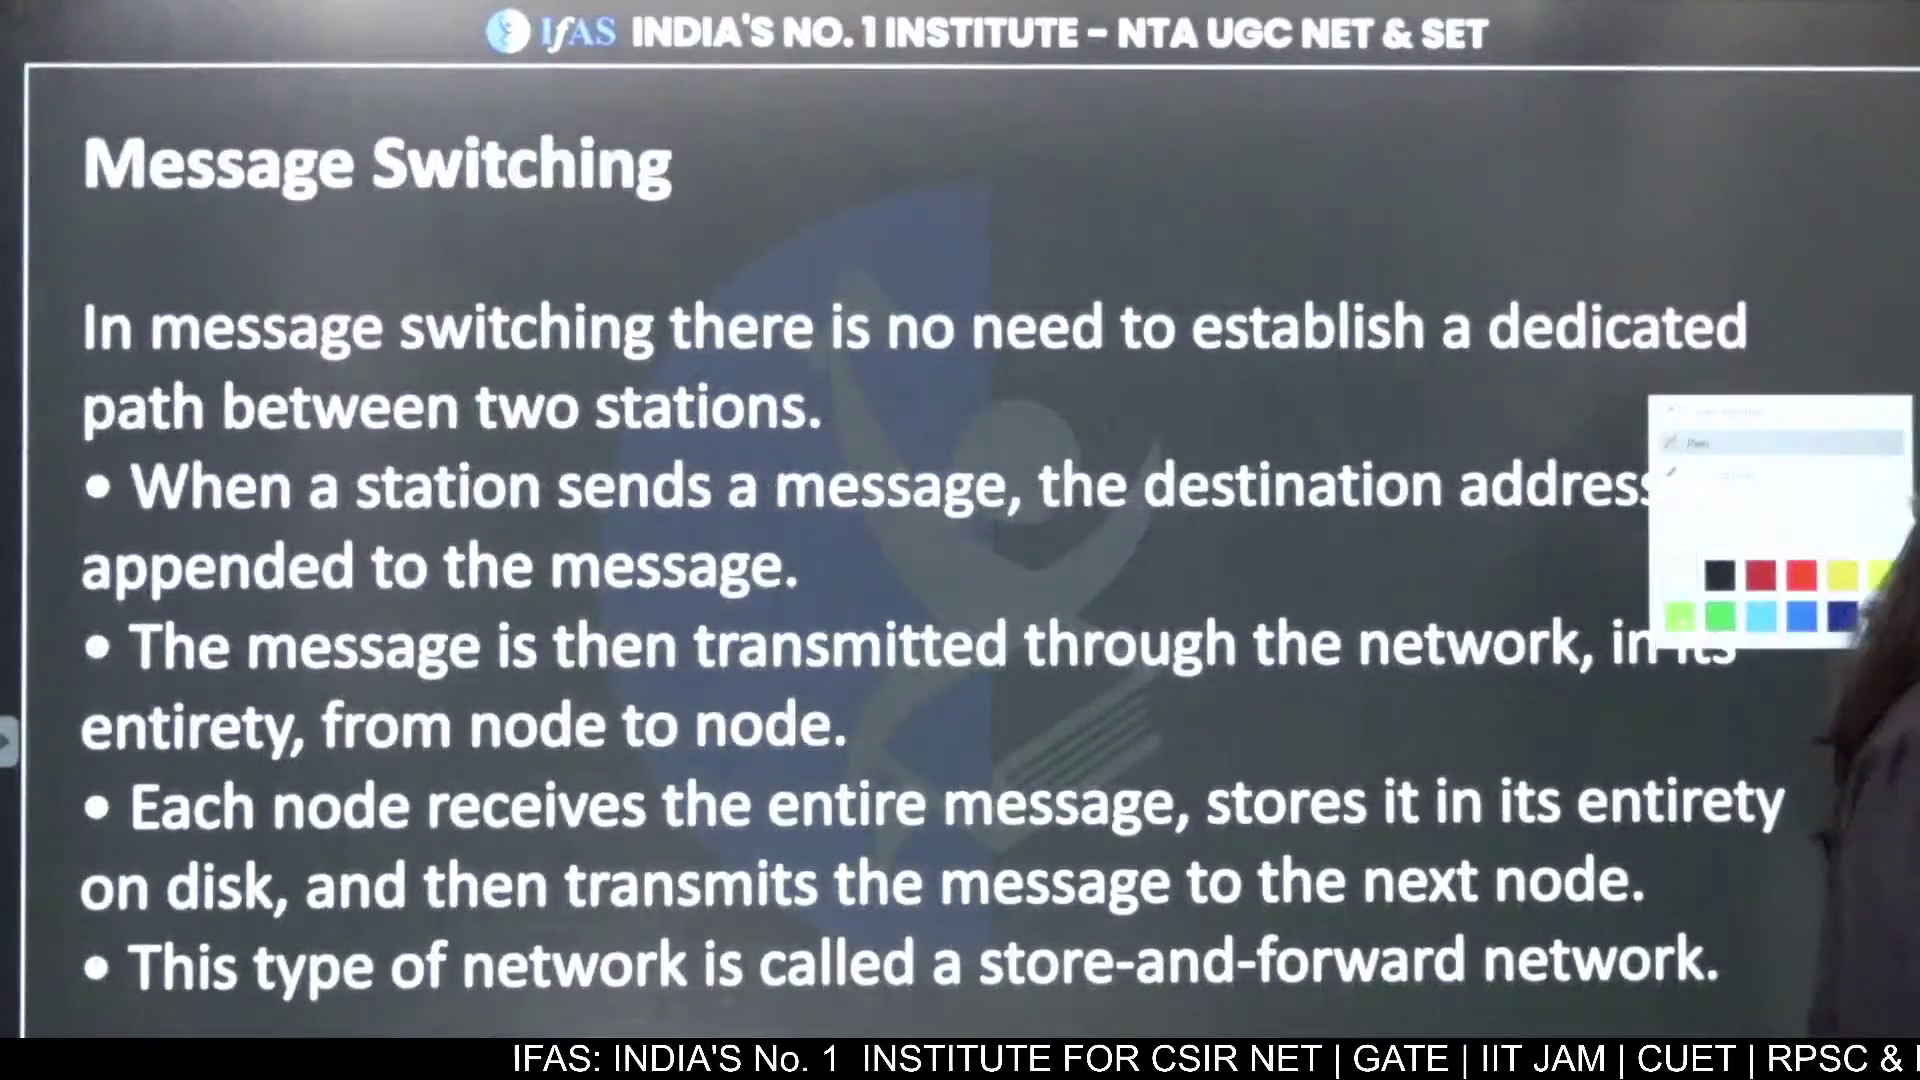 IfAS INDIA'S NO. 1 INSTITUTE - NTA UGC NET & SET
Message Switching
In message switching there is no need to establish a dedicated
path between two stations.
• When a station sends a message, the destination address
appended to the message.
• The message is then transmitted through the network, in its
entirety, from node to node.
• Each node receives the entire message, stores it in its entirety
on disk, and then transmits the message to the next node.
• This type of network is called a store-and-forward network.
Pen
IFAS: INDIA'S No. 1 INSTITUTE FOR CSIR NET | GATE | IIT JAM | CUET | RPSC &